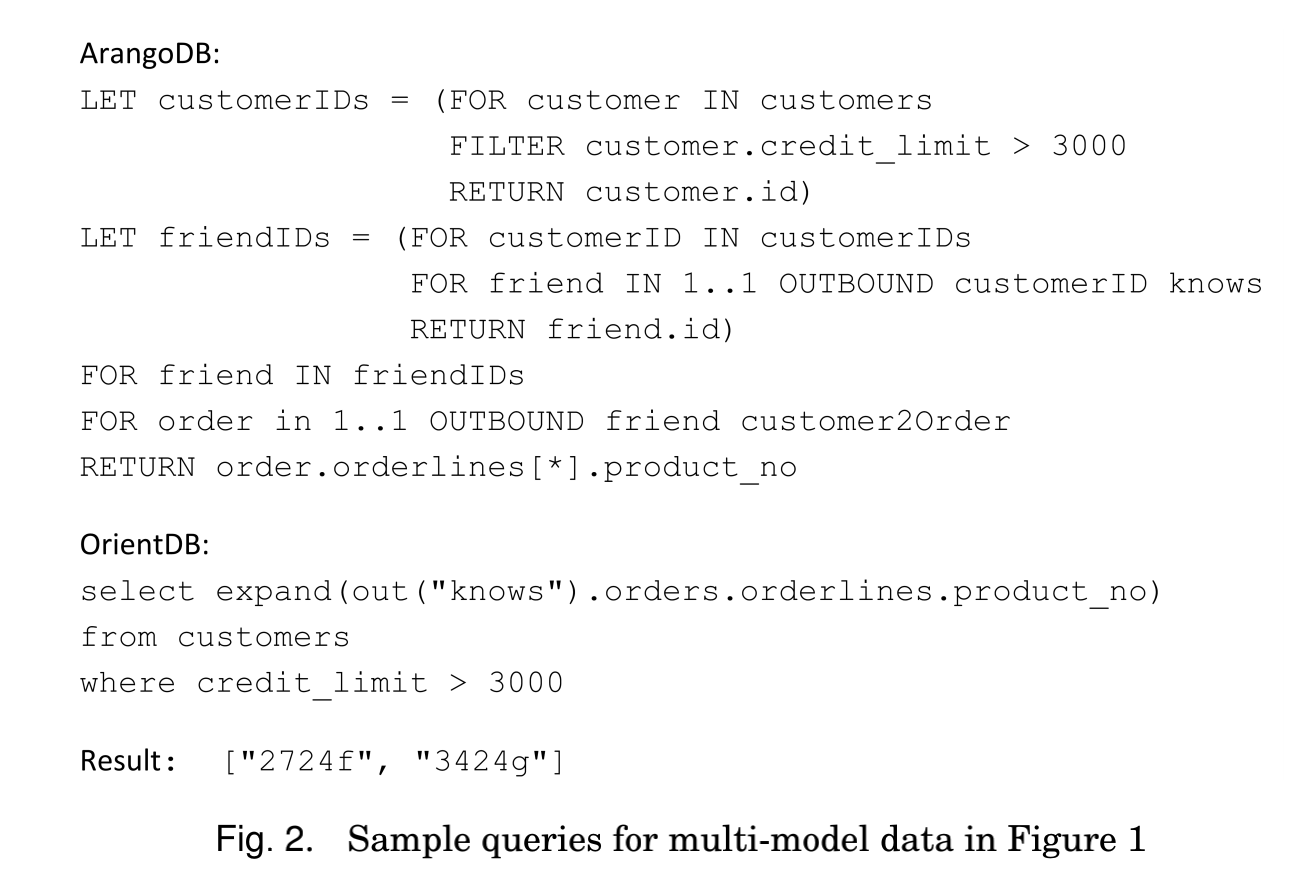 ArangoDB:
LET customerIDs = (FOR customer IN customers
FILTER customer.credit_limit > 3000
RETURN customer.id)
LET friendIDs = (FOR customerID IN customerIDs
FOR friend IN 1..1 OUTBOUND customerID knows
RETURN friend.id)
FOR friend IN friendIDs
FOR order in 1..1 OUTBOUND friend customer2Order
RETURN order.orderlines[*].product_no
OrientDB:
select expand(out("knows").orders.orderlines.product_no)
from customers
where credit_limit > 3000
Result: ["2724f", "3424g"]
Fig. 2. Sample queries for multi-model data in Figure 1